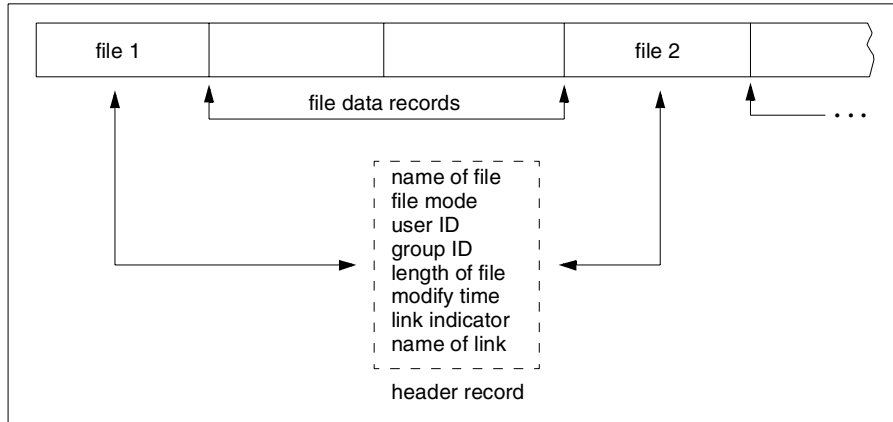 file 1
file 2
file data records
name of file
file mode
user ID
group ID
length of file
modify time
link indicator
name of link
header record